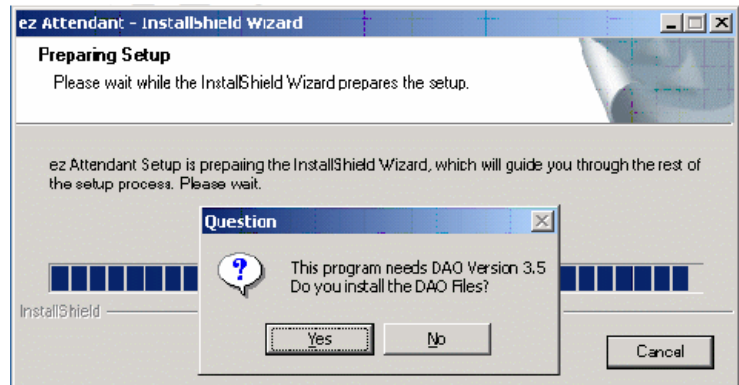 ez Attendant - InstallShield Wizard
Preparing Setup
Please wait while the InstallShield Wizard prepares the setup.
ez Attendant Setup is preparing the InstallShield Wizard, which will guide you through the rest of
the setup process. Please wait.
Question
This program needs DAO Version 3.5
Do you install the DAO Files?
InstallShield
Yes
No
Cancel